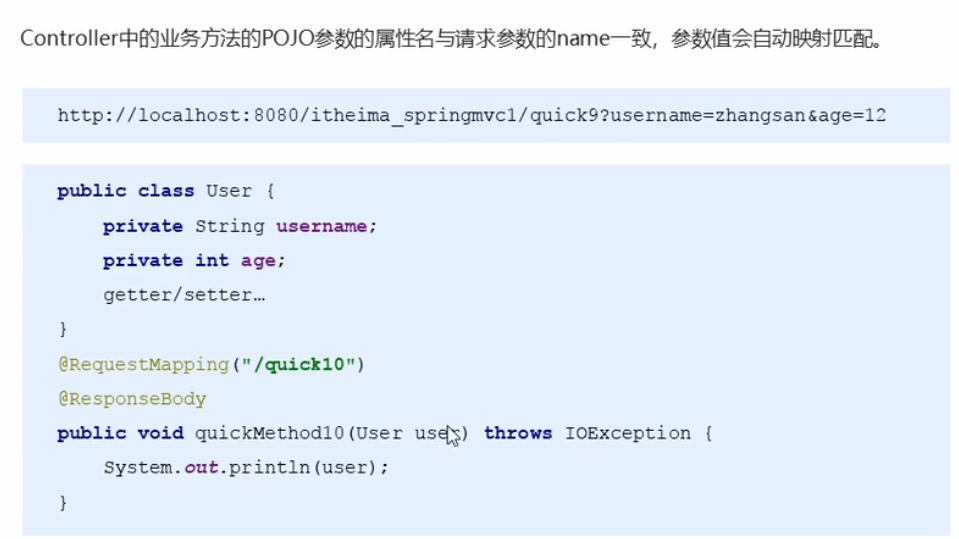 Controller中的业务方法的POJO参数的属性名与请求参数的name一致，参数值会自动映射匹配。
http://localhost:8080/itheima_springmvc1/quick9?username=zhangsan&age=12
public class User {
private String username;
private int age;
getter/setter…
}
@RequestMapping("/quick10")
@ResponseBody
public void quickMethod10(User user) throws IOException {
System.out.println(user);
}